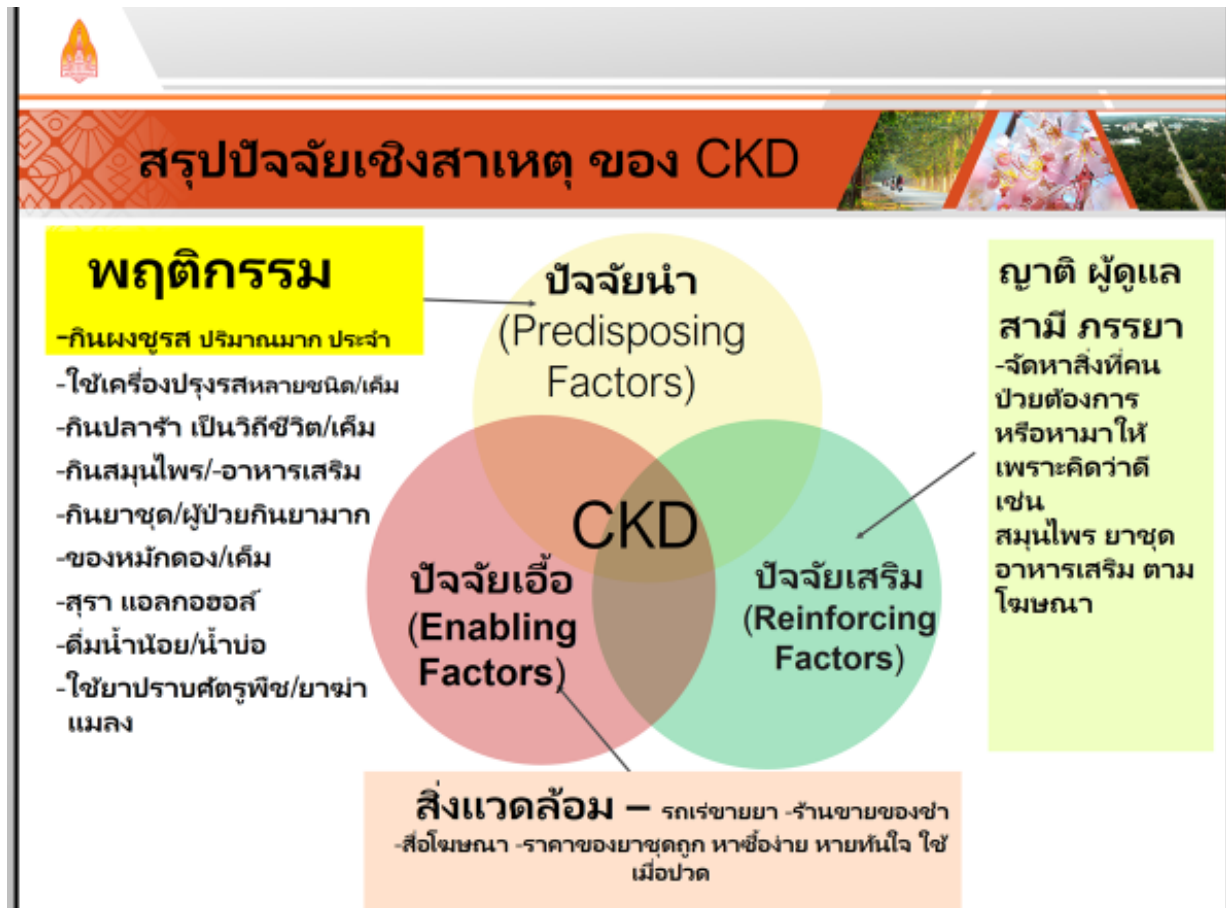 สรุปปัจจัยเชิงสาเหตุ ของ CKD
พฤติกรรม
-กินผงชูรส ปริมาณมาก ประจำ
-ใช้เครื่องปรุงรสหลายชนิด/เค็ม
-กินปลาร้า เป็นวิถีชีวิต/เค็ม
-กินสมุนไพร/-อาหารเสริม
-กินยาชุด/ผู้ป่วยกินยามาก
-ของหมักดอง/เค็ม
-สุรา แอลกอฮอล์
-ดื่มน้ำน้อย/น้ำบ่อ
-ใช้ยาปราบศัตรูพืช/ยาฆ่า
แมลง
ปัจจัยนำ
(Predisposing
Factors)
CKD
ปัจจัยเอื้อ
(Enabling
Factors)
ปัจจัยเสริม
(Reinforcing
Factors)
ญาติ ผู้ดูแล
สามี ภรรยา
-จัดหาสิ่งที่คน
ป่วยต้องการ
หรือหามาให้
เพราะคิดว่าดี
เช่น
สมุนไพร ยาชุด
อาหารเสริม ตาม
โฆษณา
สิ่งแวดล้อม – รถเร่ขายยา -ร้านขายของชำ
-สื่อโฆษณา -ราคาของยาชุดถูก หาซื้อง่าย หายทันใจ ใช้
เมื่อปวด